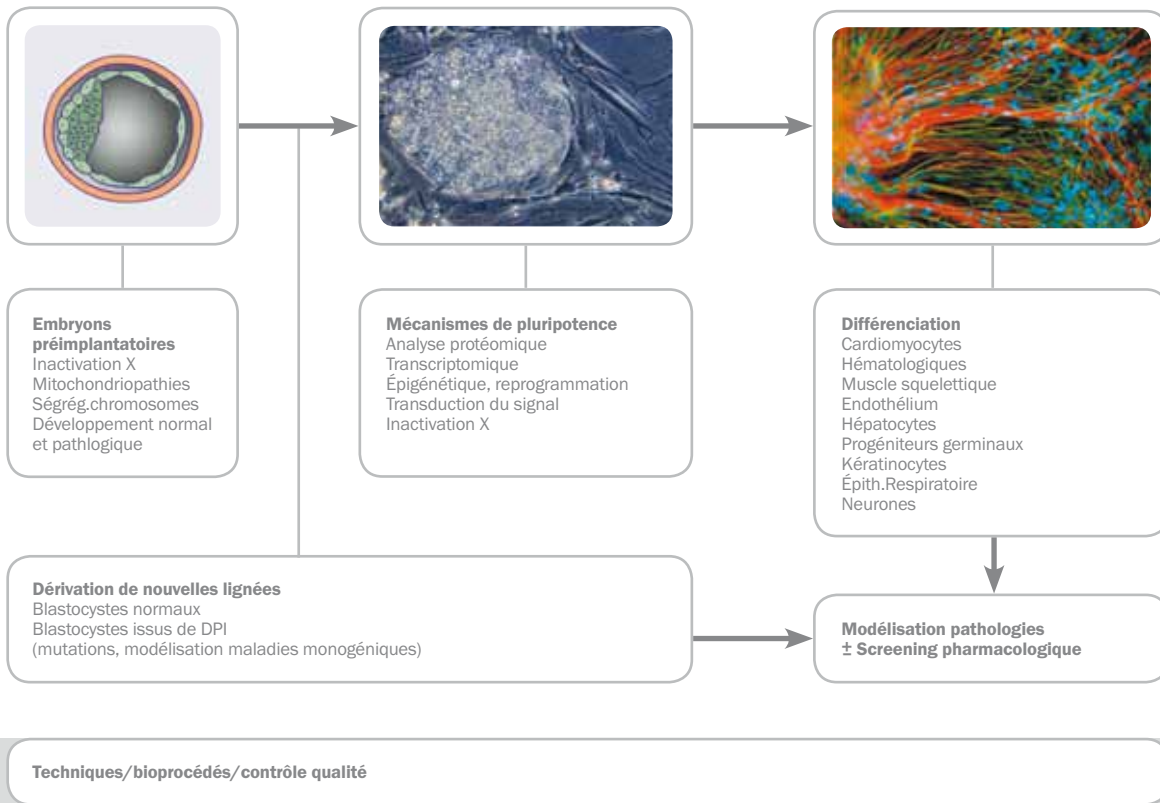 Embryons
préimplantatoires
Inactivation X
Mitochondriopathies
Ségrég.chromosomes
Développement normal
et pathlogique
Mécanismes de pluripotence
Analyse protéomique
Transcriptomique
Épigénétique, reprogrammation
Transduction du signal
Inactivation X
Différenciation
Cardiomyocytes
Hématologiques
Muscle squelettique
Endothélium
Hépatocytes
Progéniteurs germinaux
Kératinocytes
Épith.Respiratoire
Neurones
Dérivation de nouvelles lignées
Blastocystes normaux
Blastocystes issus de DPI
(mutations, modélisation maladies monogéniques)
Modélisation pathologies
± Screening pharmacologique
Techniques/bioprocédés/contrôle qualité